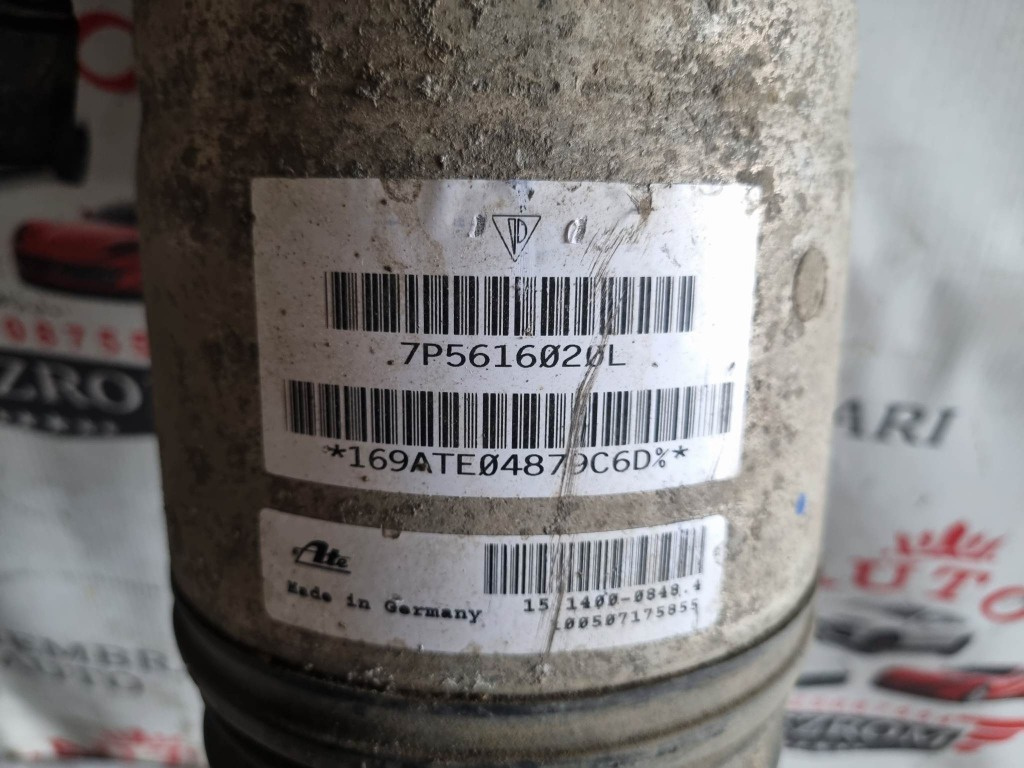 7P5616020L
*169ATE04879C6D%*
Ate
Made in Germany
15.1400-0848.4
100507175855
ARI
AUTO